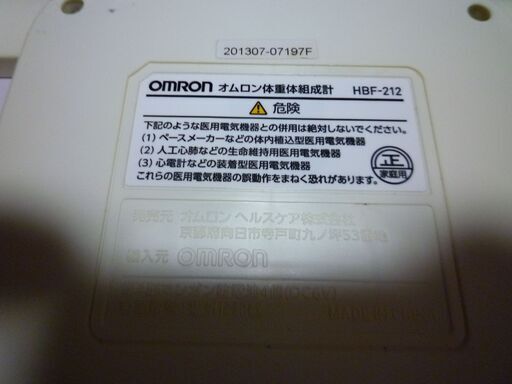 201307-07197F
OMRON オムロン体重体組成計 HBF-212
危険
下記のような医用電気機器との併用は絶対しないでください。
(1) ペースメーカーなどの体内植込型医用電気機器
(2) 人工心肺などの生命維持用医用電気機器
(3) 心電計などの装着型医用電気機器
これらの医用電気機器の誤動作をまねく恐れがあります。
正
家庭用
発売元 オムロン ヘルスケア株式会社
京都府向日市寺戸町九ノ坪53番地
輸入元 OMRON
MADE IN CHINA